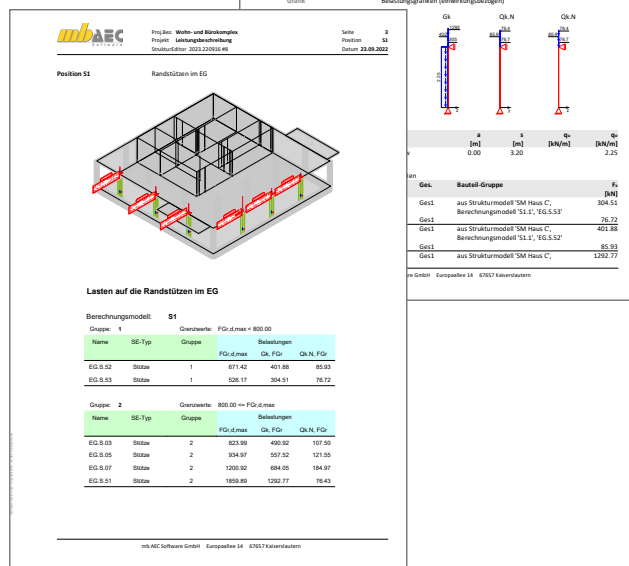 mb AEC
Software
Proj.Bez. Wohn- und Bürokomplex
Projekt Leistungsbeschreibung
StrukturEditor 2023.220916 #8
Seite 3
Position S1
Datum 23.09.2022
Position S1 Randstützen im EG
Lasten auf die Randstützen im EG
Berechnungsmodell: S1
Gruppe: 1 Grenzwerte: FGr,d,max < 800.00
Name SE-Typ Gruppe Belastungen
FGr,d,max Gk, FGr Qk.N, FGr
EG.S.52 Stütze 1 671.42 401.88 85.93
EG.S.53 Stütze 1 526.17 304.51 76.72
Gruppe: 2 Grenzwerte: 800.00 <= FGr,d,max
Name SE-Typ Gruppe Belastungen
FGr,d,max Gk, FGr Qk.N, FGr
EG.S.03 Stütze 2 823.99 490.92 107.50
EG.S.05 Stütze 2 934.97 557.52 121.55
EG.S.07 Stütze 2 1200.92 684.05 184.97
EG.S.51 Stütze 2 1859.89 1292.77 76.43
mb AEC Software GmbH Europaallee 14 67657 Kaiserslautern
Grafik Belastungsgrafiken (einwirkungsbezogen)
Gk Qk.N Qk.N
a s qu qo
[m] [m] [kN/m] [kN/m]
0.00 3.20 2.25
Ges. Bauteil-Gruppe Fx
[kN]
Ges1 aus Strukturmodell 'SM Haus C', 304.51
Berechnungsmodell 'S1.1', 'EG.S.53'
Ges1 76.72
Ges1 aus Strukturmodell 'SM Haus C', 401.88
Berechnungsmodell 'S1.1', 'EG.S.52'
Ges1 85.93
Ges1 aus Strukturmodell 'SM Haus C', 1292.77
re GmbH Europaallee 14 67657 Kaiserslautern